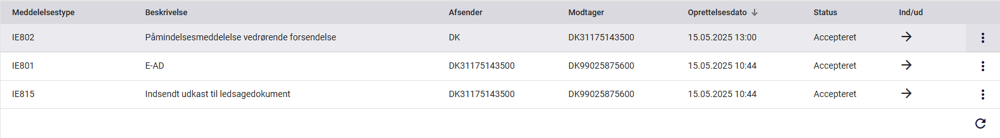 Meddelelsestype Beskrivelse Afsender Modtager Oprettelsesdato Status Ind/ud
IE802 Påmindelsesmeddelelse vedrørende forsendelse DK DK31175143500 15.05.2025 13:00 Accepteret
IE801 E-AD DK31175143500 DK99025875600 15.05.2025 10:44 Accepteret
IE815 Indsendt udkast til ledsagedokument DK31175143500 DK99025875600 15.05.2025 10:44 Accepteret